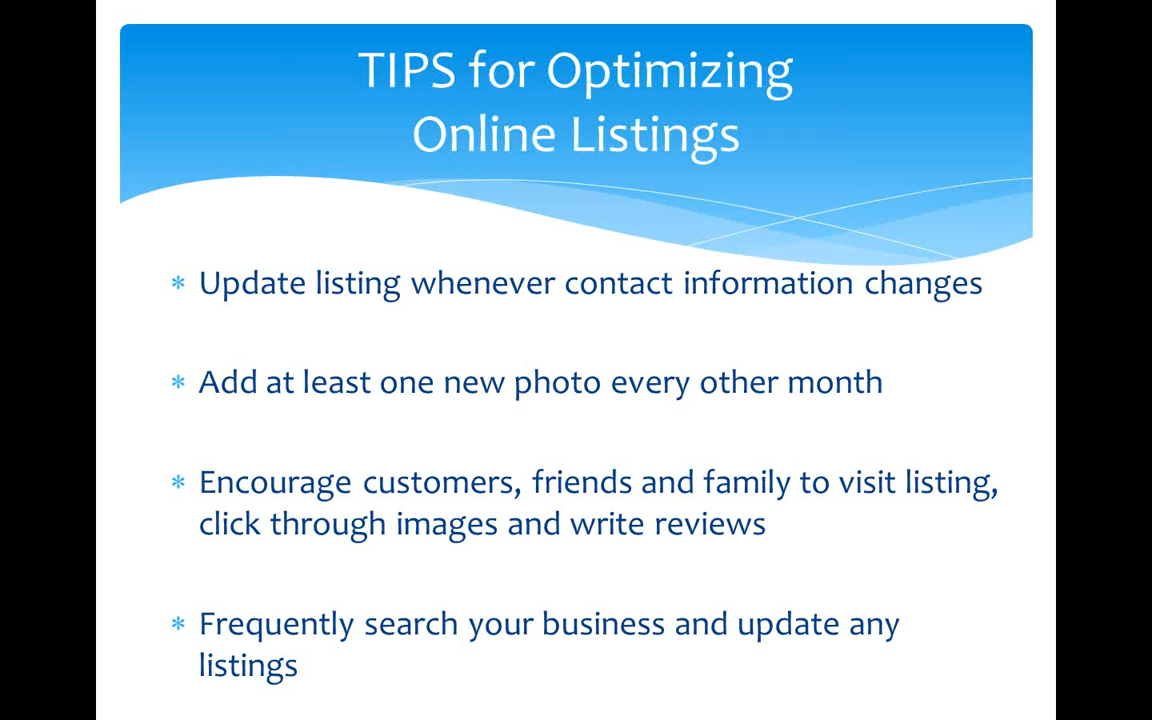 TIPS for Optimizing
Online Listings
* Update listing whenever contact information changes
* Add at least one new photo every other month
* Encourage customers, friends and family to visit listing,
click through images and write reviews
* Frequently search your business and update any
listings